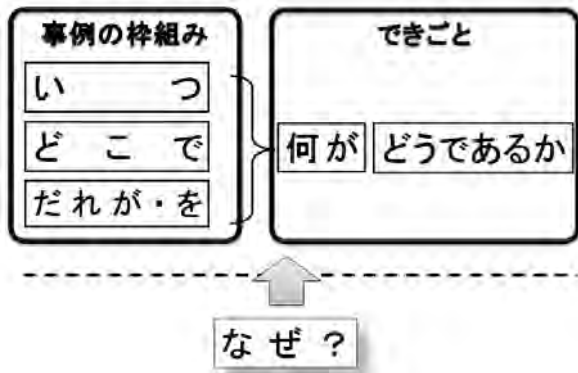 事例の枠組み
いつ
どこで
だれが・を
できごと
何が どうであるか
なぜ?